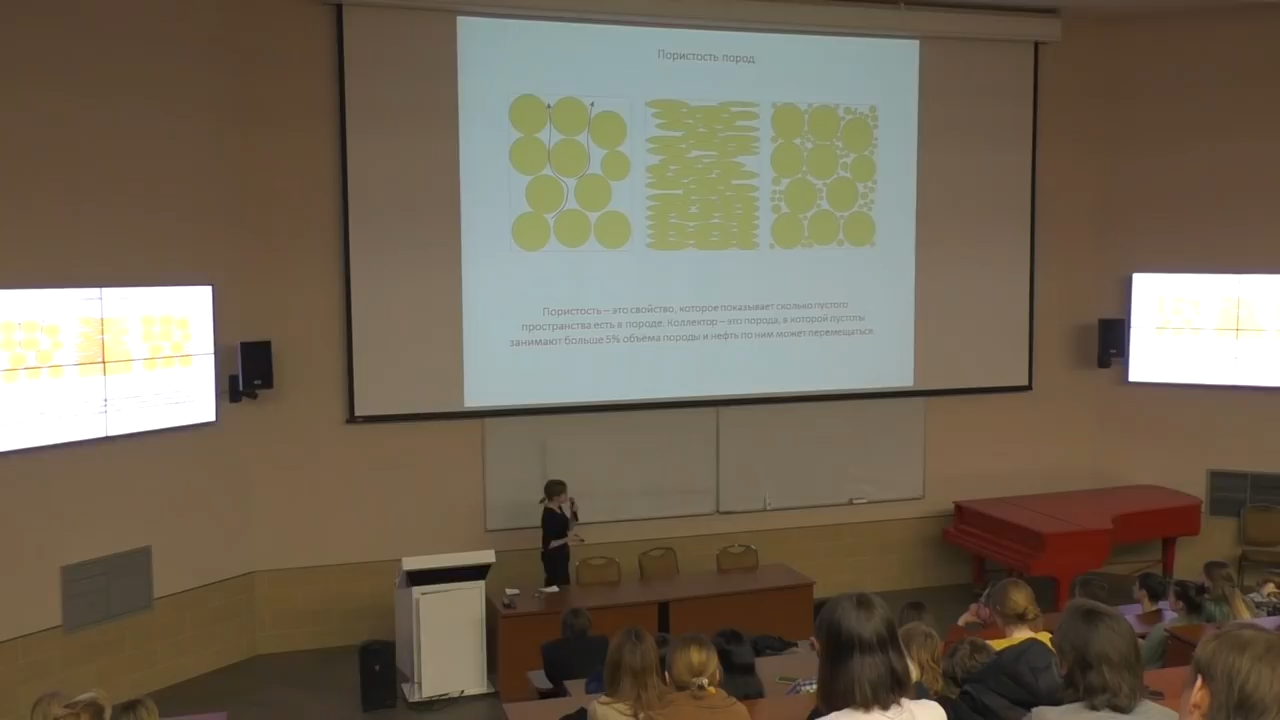 Пористость пород
Пористость – это свойство, которое показывает сколько пустого
пространства есть в породе. Коллектор – это порода, в которой пустоты
занимают больше 5% объёма породы и нефть по ним может перемещаться.